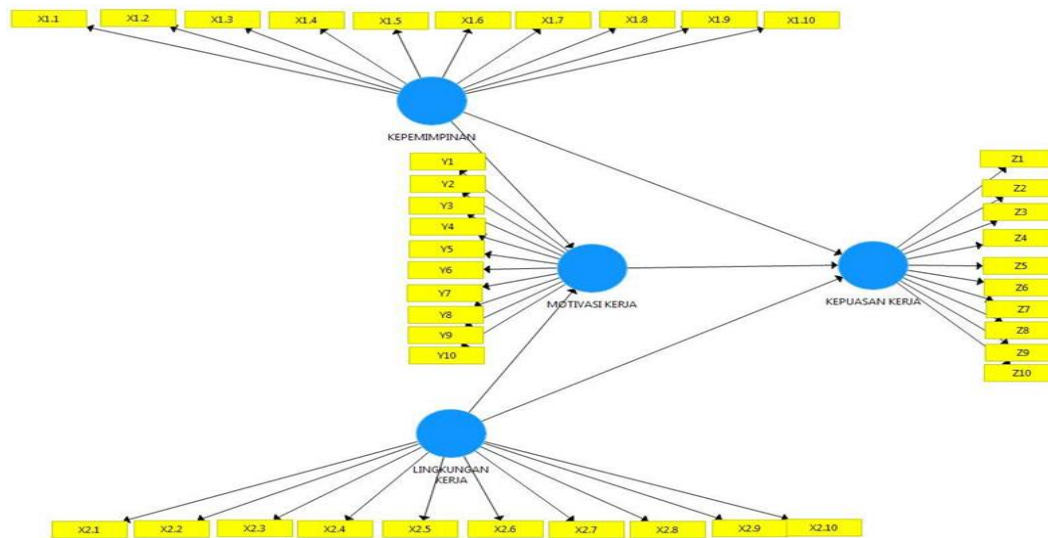 X1.1
X1.2
X1.3
X1.4
X1.5
X1.6
X1.7
X1.8
X1.9
X1.10
KEPEMIMPINAN
Y1
Y2
Y3
Y4
Y5
Y6
Y7
Y8
Y9
Y10
MOTIVASI KERJA
Z1
Z2
Z3
Z4
Z5
Z6
Z7
Z8
Z9
Z10
KEPUASAN KERJA
LINGKUNGAN
KERJA
X2.1
X2.2
X2.3
X2.4
X2.5
X2.6
X2.7
X2.8
X2.9
X2.10